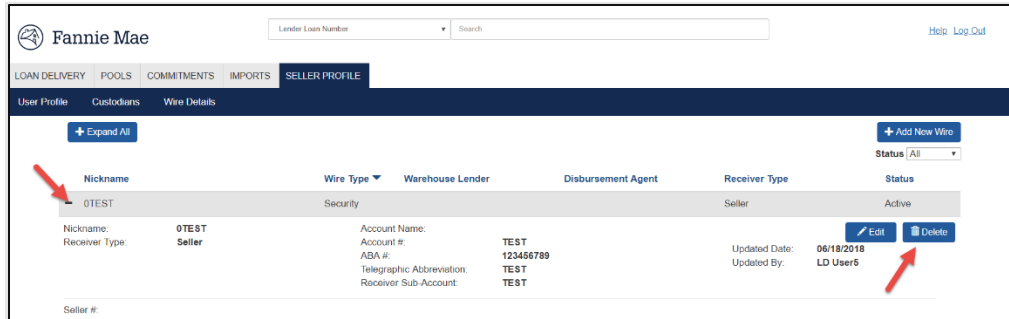 Fannie Mae
Lender Loan Number Search
Help Log Out
LOAN DELIVERY POOLS COMMITMENTS IMPORTS SELLER PROFILE
User Profile Custodians Wire Details
+ Expand All + Add New Wire
Status All
Nickname Wire Type Warehouse Lender Disbursement Agent Receiver Type Status
0TEST Security Seller Active
Nickname: 0TEST Account Name: Edit Delete
Receiver Type: Seller Account #: TEST Updated Date: 06/18/2018
ABA #: 123456789 Updated By: LD User5
Telegraphic Abbreviation: TEST
Receiver Sub-Account: TEST
Seller #: